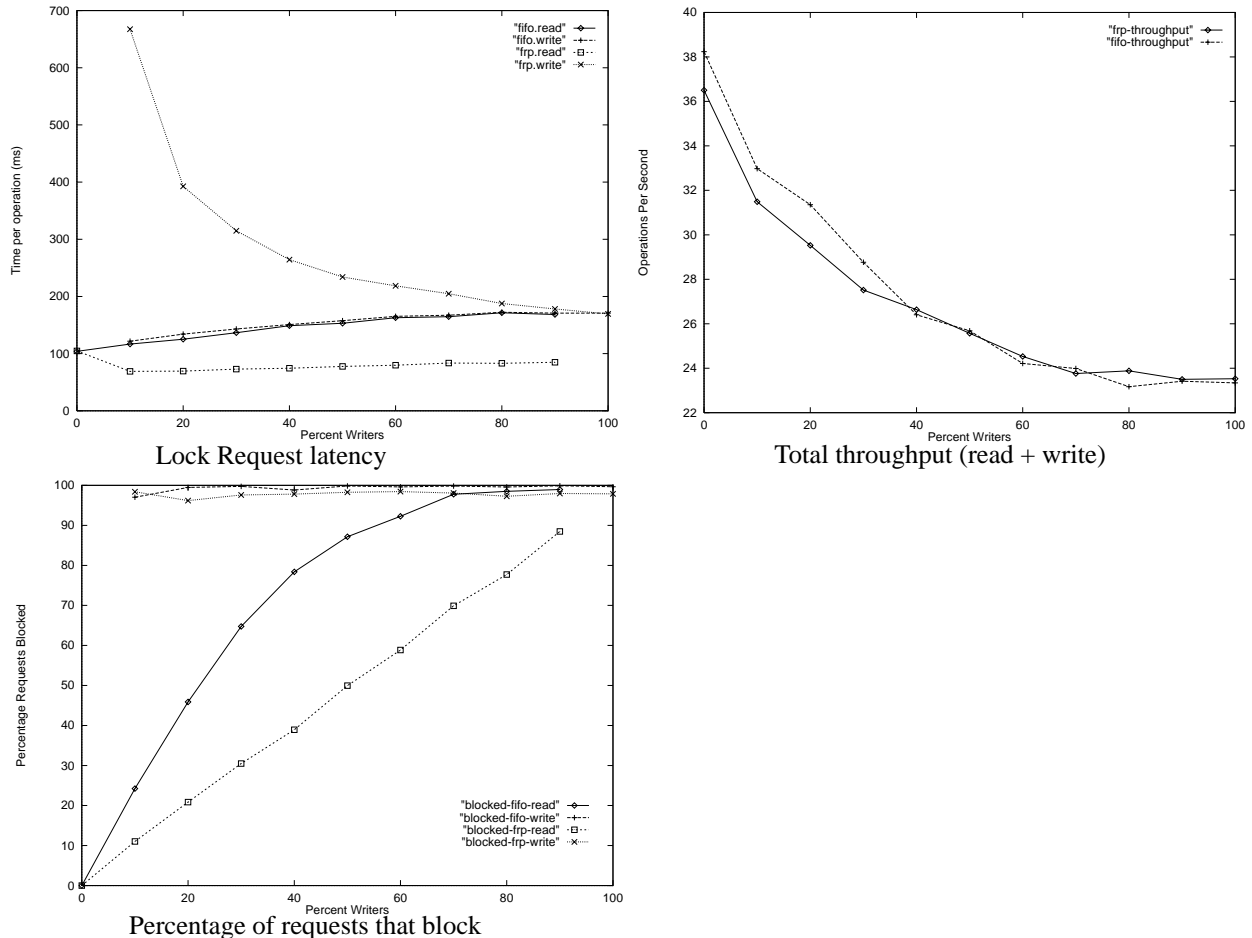 700
600
500
400
300
200
100
0
0 20 40 60 80 100
Time per operation (ms)
Percent Writers
"fifo.read"
"fifo.write"
"frp.read"
"frp.write"
Lock Request latency
42
40
38
36
34
32
30
28
26
24
22
0 20 40 60 80 100
Operations Per Second
Percent Writers
"frp-throughput"
"fifo-throughput"
Total throughput (read + write)
100
90
80
70
60
50
40
30
20
10
0
0 20 40 60 80 100
Percentage Requests Blocked
Percent Writers
"blocked-fifo-read"
"blocked-fifo-write"
"blocked-frp-read"
"blocked-frp-write"
Percentage of requests that block